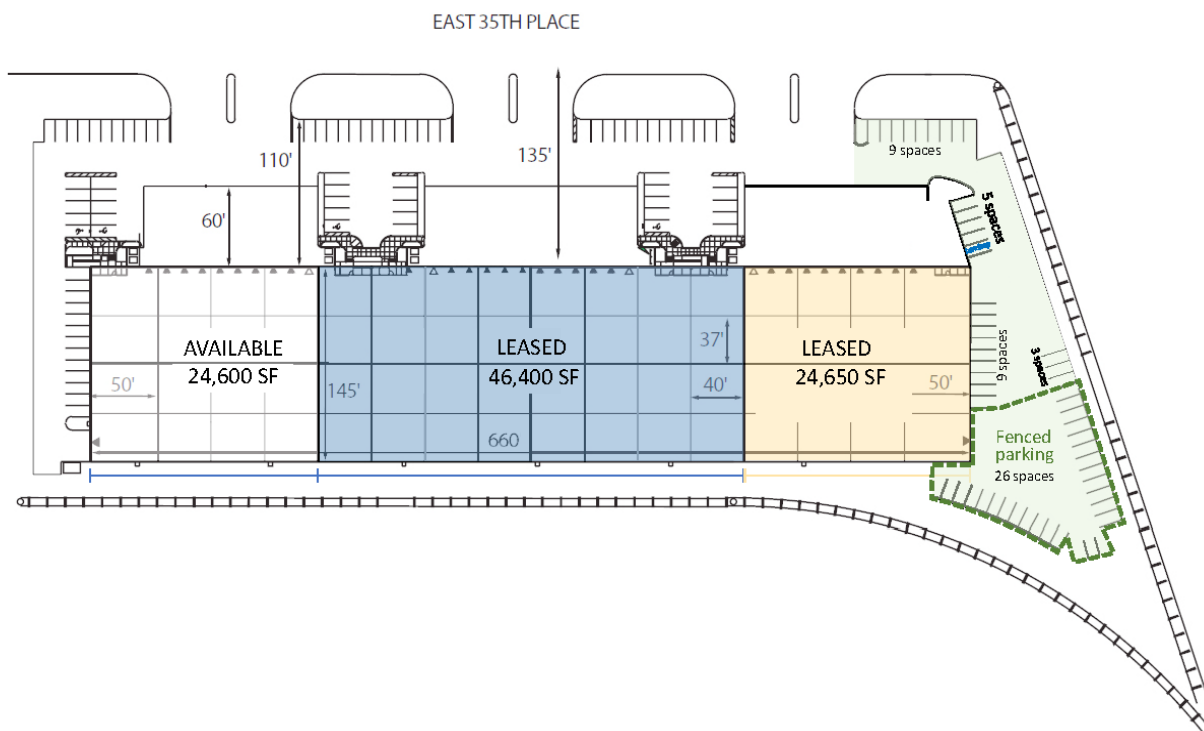 EAST 35TH PLACE
110'
135'
9 spaces
60'
5 spaces
AVAILABLE
24,600 SF
LEASED
46,400 SF
37'
LEASED
24,650 SF
9 spaces
3 spaces
50'
145'
40'
50'
660
Fenced
parking
26 spaces